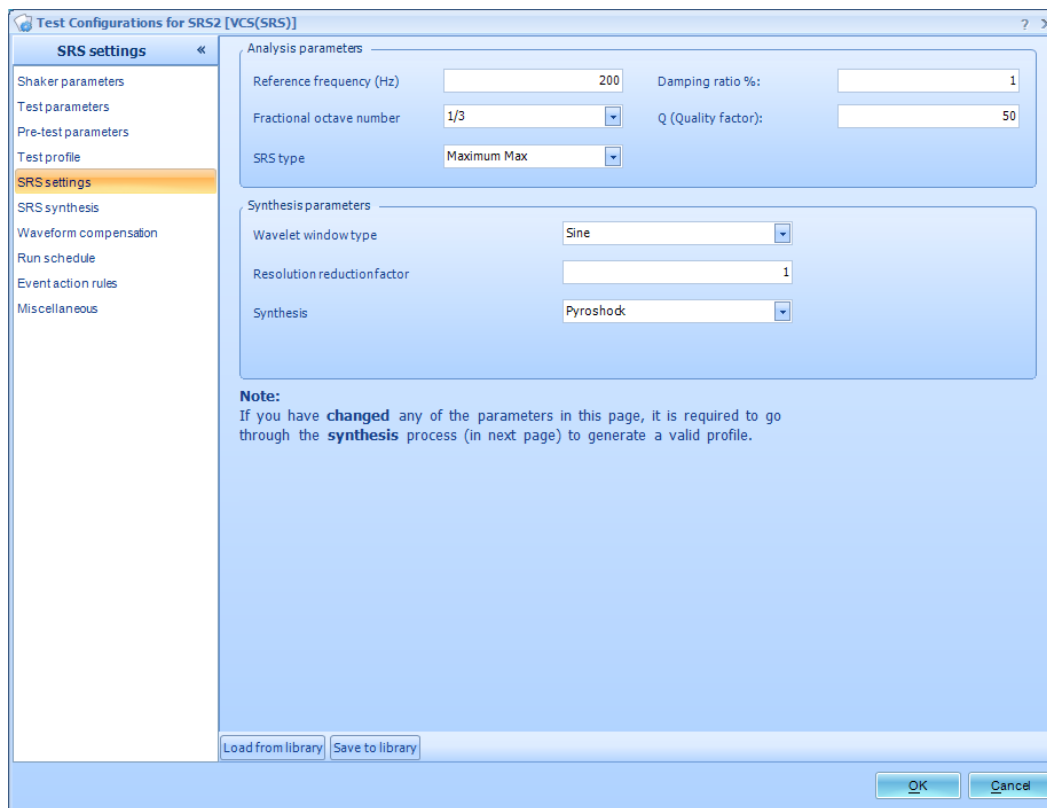 Test Configurations for SRS2 [VCS(SRS)]
SRS settings «
Shaker parameters
Test parameters
Pre-test parameters
Test profile
SRS settings
SRS synthesis
Waveform compensation
Run schedule
Event action rules
Miscellaneous
Analysis parameters
Reference frequency (Hz) 200 Damping ratio %: 1
Fractional octave number 1/3 Q (Quality factor): 50
SRS type Maximum Max
Synthesis parameters
Wavelet window type Sine
Resolution reduction factor 1
Synthesis Pyroshock
Note:
If you have changed any of the parameters in this page, it is required to go
through the synthesis process (in next page) to generate a valid profile.
Load from library Save to library
OK Cancel